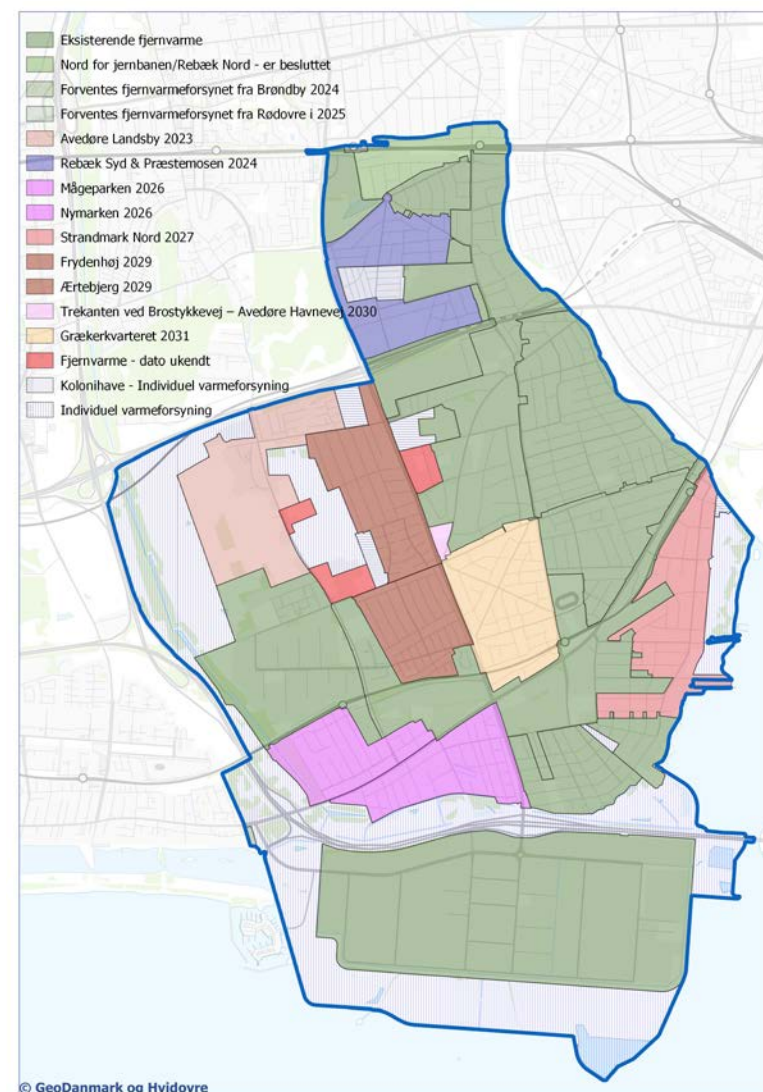 Eksisterende fjernvarme
Nord for jernbanen/Rebæk Nord - er besluttet
Forventes fjernvarmeforsynet fra Brøndby 2024
Forventes fjernvarmeforsynet fra Rødovre i 2025
Avedøre Landsby 2023
Rebæk Syd & Præstemosen 2024
Mågeparken 2026
Nymarken 2026
Strandmark Nord 2027
Frydenhøj 2029
Ærtebjerg 2029
Trekanten ved Brostykkevej – Avedøre Havnevej 2030
Grækerkvarteret 2031
Fjernvarme - dato ukendt
Kolonihave - Individuel varmeforsyning
Individuel varmeforsyning
© GeoDanmark og Hvidovre